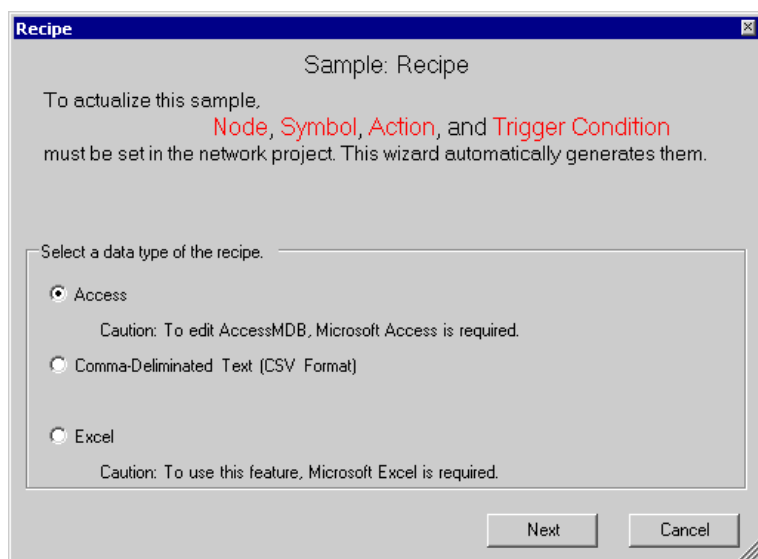 Recipe
Sample: Recipe
To actualize this sample,
Node, Symbol, Action, and Trigger Condition
must be set in the network project. This wizard automatically generates them.
Select a data type of the recipe.
Access
Caution: To edit AccessMDB, Microsoft Access is required.
Comma-Deliminated Text (CSV Format)
Excel
Caution: To use this feature, Microsoft Excel is required.
Next
Cancel